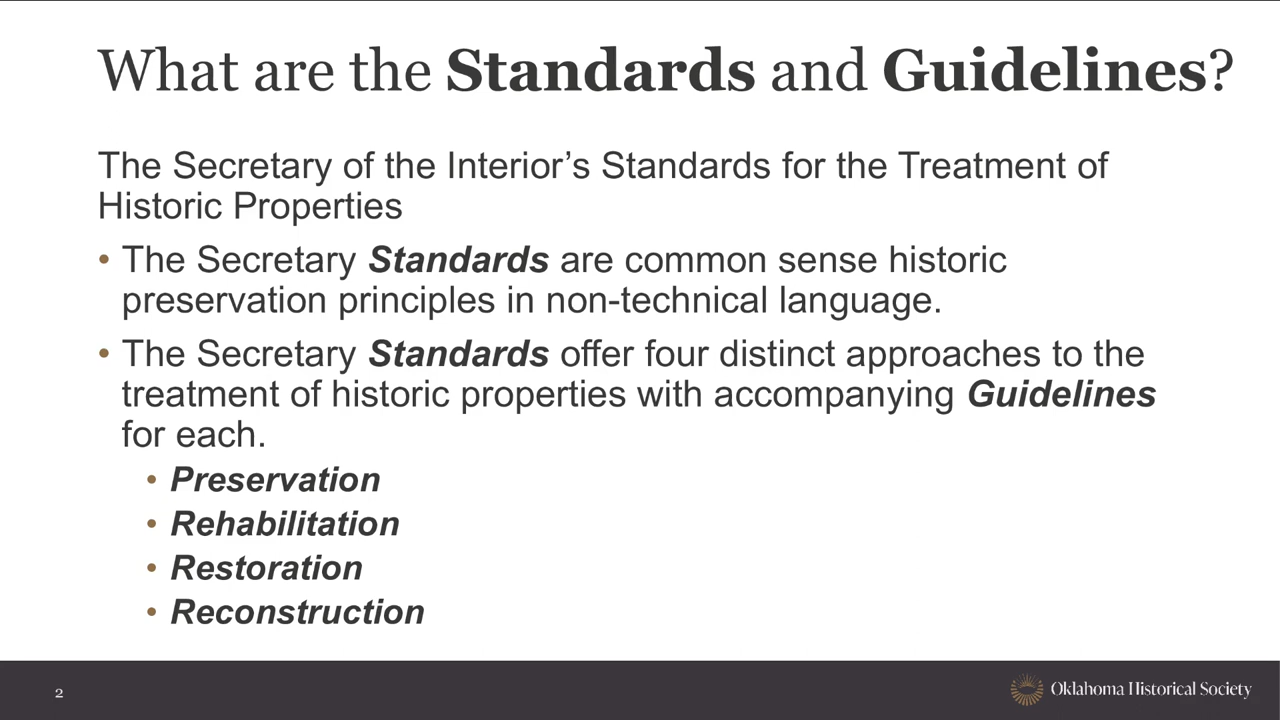 What are the Standards and Guidelines?
The Secretary of the Interior’s Standards for the Treatment of
Historic Properties
• The Secretary Standards are common sense historic
preservation principles in non-technical language.
• The Secretary Standards offer four distinct approaches to the
treatment of historic properties with accompanying Guidelines
for each.
• Preservation
• Rehabilitation
• Restoration
• Reconstruction
2
Oklahoma Historical Society